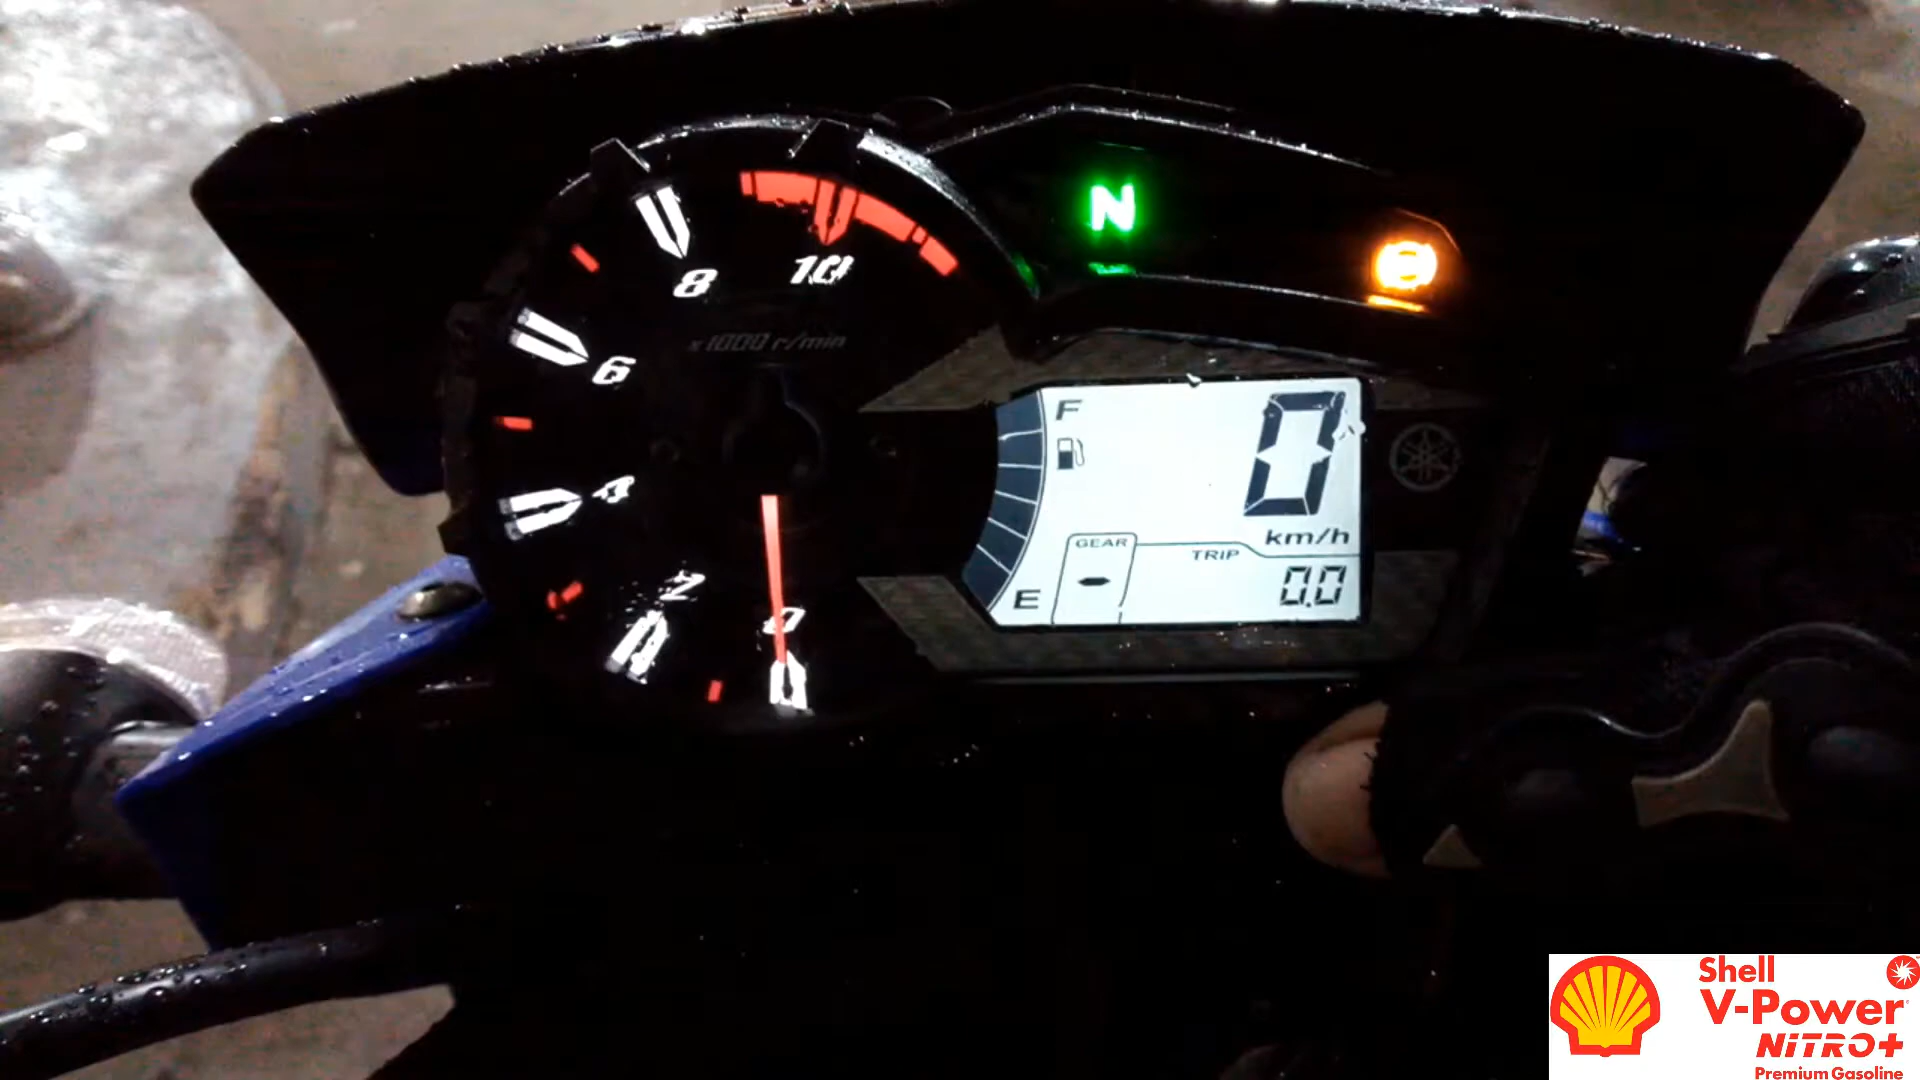 N
8
10
x1000 r/min
6
4
2
0
F
0
km/h
GEAR
TRIP
-
E
0.0
Shell
V-Power
NiTRO+
Premium Gasoline